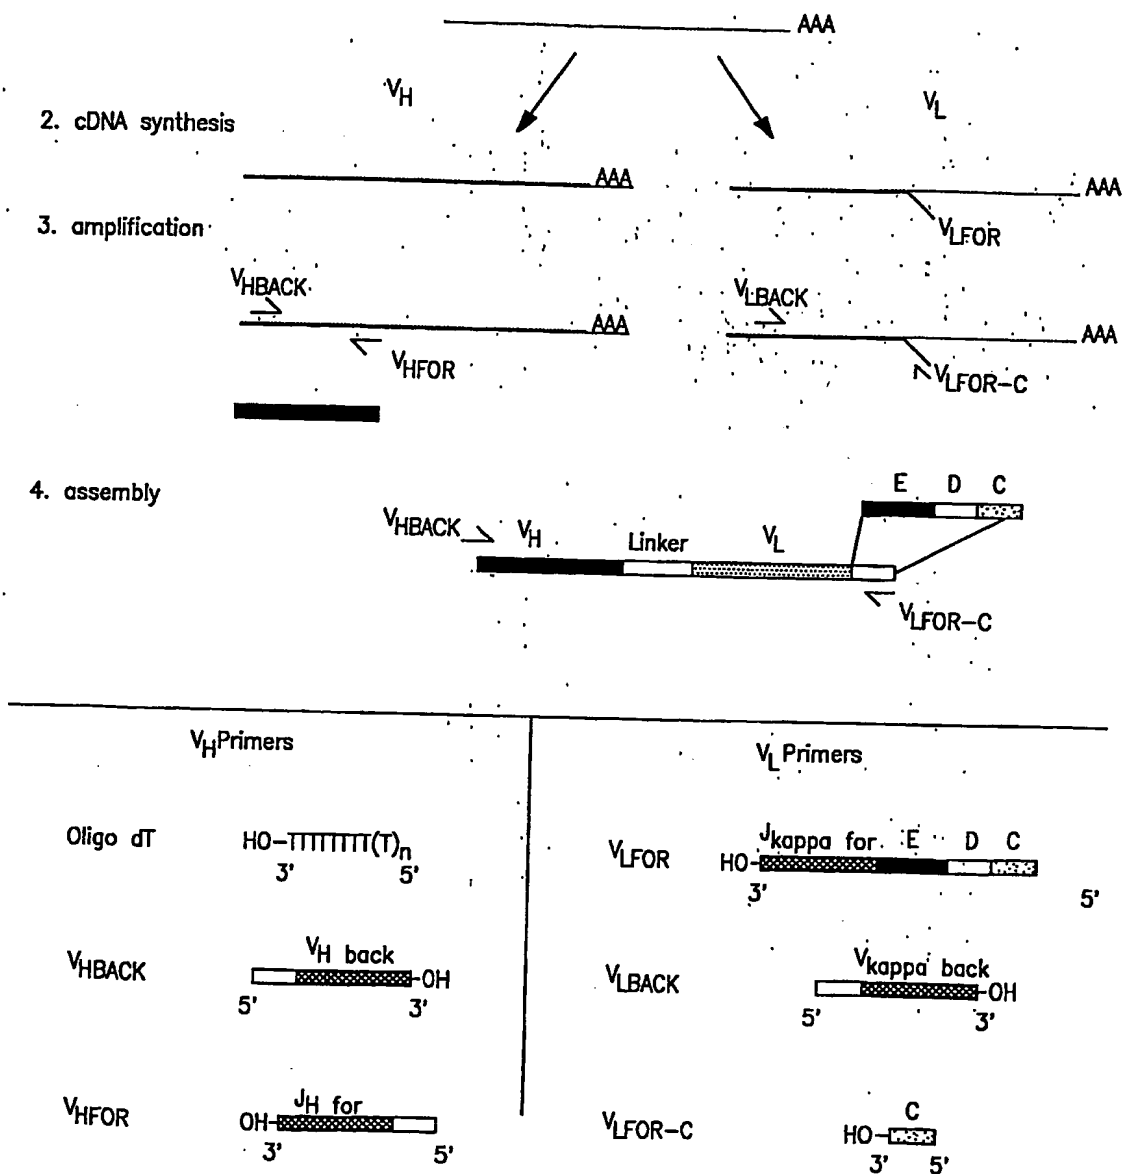 AAA
VH VL
2. cDNA synthesis
AAA AAA
VLFOR
3. amplification
VHBACK VLBACK
AAA AAA
VHFOR VLFOR-C
4. assembly
E D C
VHBACK VH Linker VL
VLFOR-C
VH Primers VL Primers
Oligo dT HO-TTTTTTTT(T)n
3' 5'
VLFOR Jkappa for E D C
HO-
3' 5'
VHBACK VH back
-OH
5' 3'
VLBACK Vkappa back
-OH
5' 3'
VHFOR JH for
OH-
3' 5'
VLFOR-C C
HO-
3' 5'